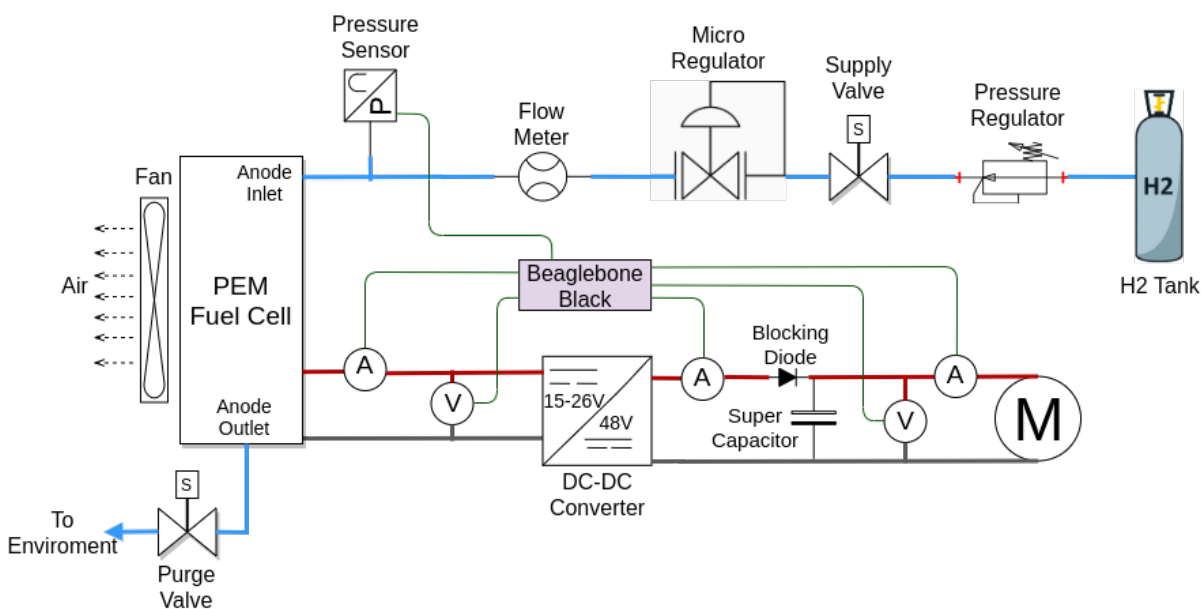 Pressure
Sensor
P
Micro
Regulator
Supply
Valve
S
Pressure
Regulator
Flow
Meter
H2
H2 Tank
Fan
Air
Anode
Inlet
PEM
Fuel Cell
Anode
Outlet
Beaglebone
Black
A
V
15-26V
48V
DC-DC
Converter
A
Blocking
Diode
Super
Capacitor
V
A
M
S
To
Enviroment
Purge
Valve